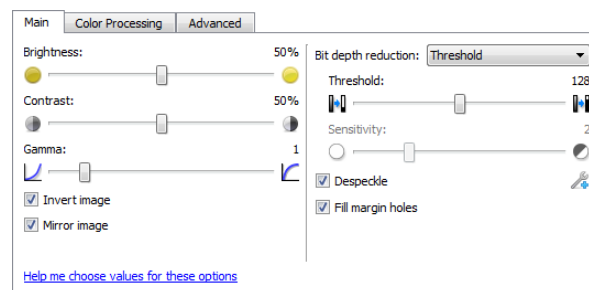 Main Color Processing Advanced
Brightness: 50%
Contrast: 50%
Gamma: 1
Invert image
Mirror image
Help me choose values for these options
Bit depth reduction: Threshold
Threshold: 128
Sensitivity: 2
Despeckle
Fill margin holes